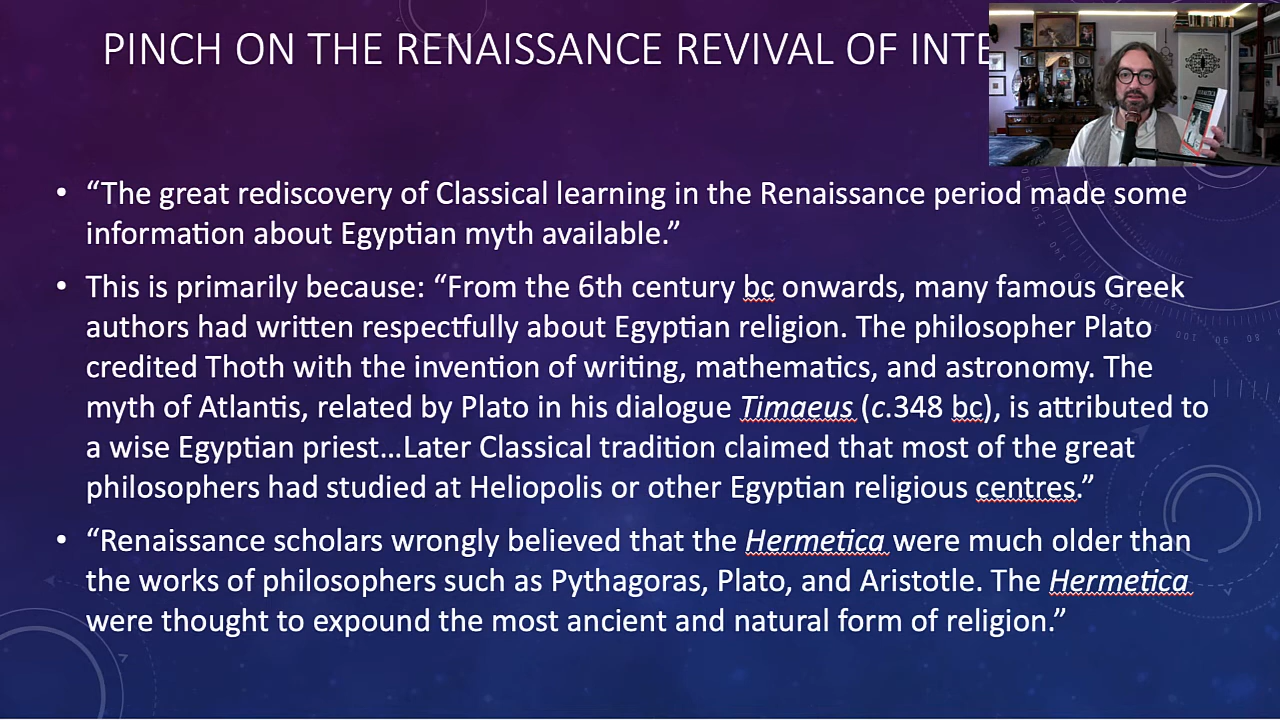 PINCH ON THE RENAISSANCE REVIVAL OF INTE
• “The great rediscovery of Classical learning in the Renaissance period made some
information about Egyptian myth available.”
• This is primarily because: “From the 6th century bc onwards, many famous Greek
authors had written respectfully about Egyptian religion. The philosopher Plato
credited Thoth with the invention of writing, mathematics, and astronomy. The
myth of Atlantis, related by Plato in his dialogue Timaeus (c.348 bc), is attributed to
a wise Egyptian priest…Later Classical tradition claimed that most of the great
philosophers had studied at Heliopolis or other Egyptian religious centres.”
• “Renaissance scholars wrongly believed that the Hermetica were much older than
the works of philosophers such as Pythagoras, Plato, and Aristotle. The Hermetica
were thought to expound the most ancient and natural form of religion.”